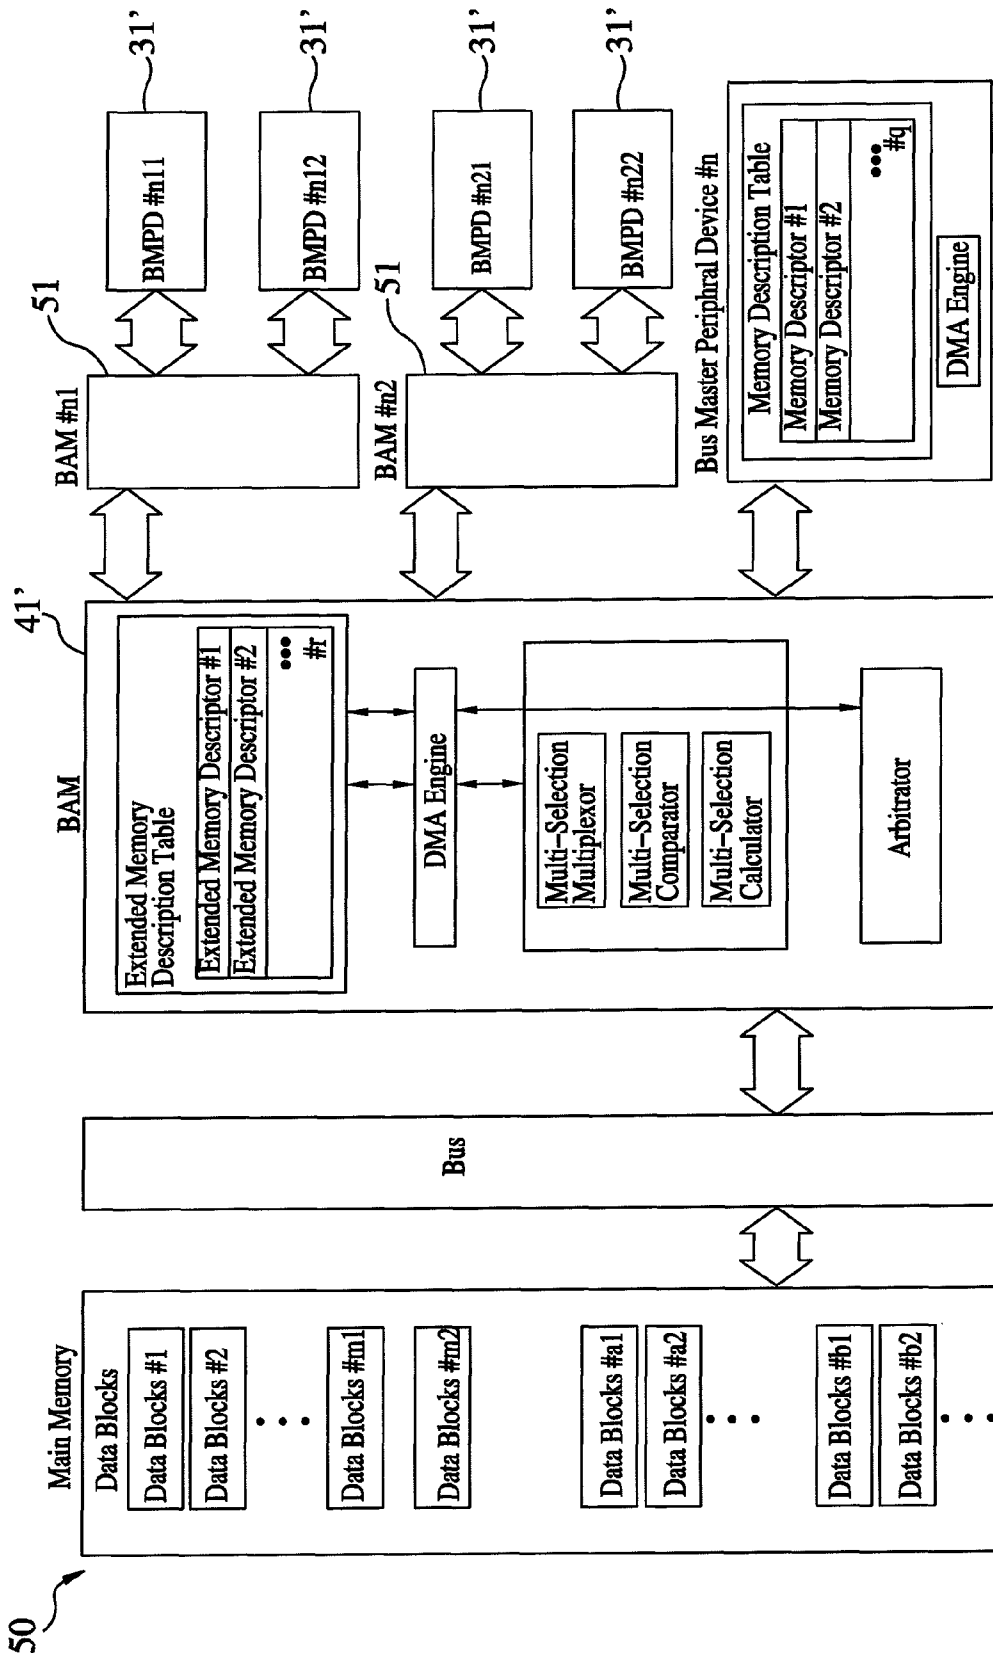 50
Main Memory
Data Blocks
Data Blocks #1
Data Blocks #2
• • •
Data Blocks #m1
Data Blocks #m2
Data Blocks #a1
Data Blocks #a2
• • •
Data Blocks #b1
Data Blocks #b2
• • •
Bus
41’
BAM
Extended Memory
Description Table
Extended Memory Descriptor #1
Extended Memory Descriptor #2
•••
#r
DMA Engine
Multi-Selection
Multiplexor
Multi-Selection
Comparator
Multi-Selection
Calculator
Arbitrator
51
BAM #n1
51
BAM #n2
BMPD #n11
31’
BMPD #n12
31’
BMPD #n21
31’
BMPD #n22
31’
Bus Master Periphral Device #n
Memory Description Table
Memory Descriptor #1
Memory Descriptor #2
•••
#q
DMA Engine